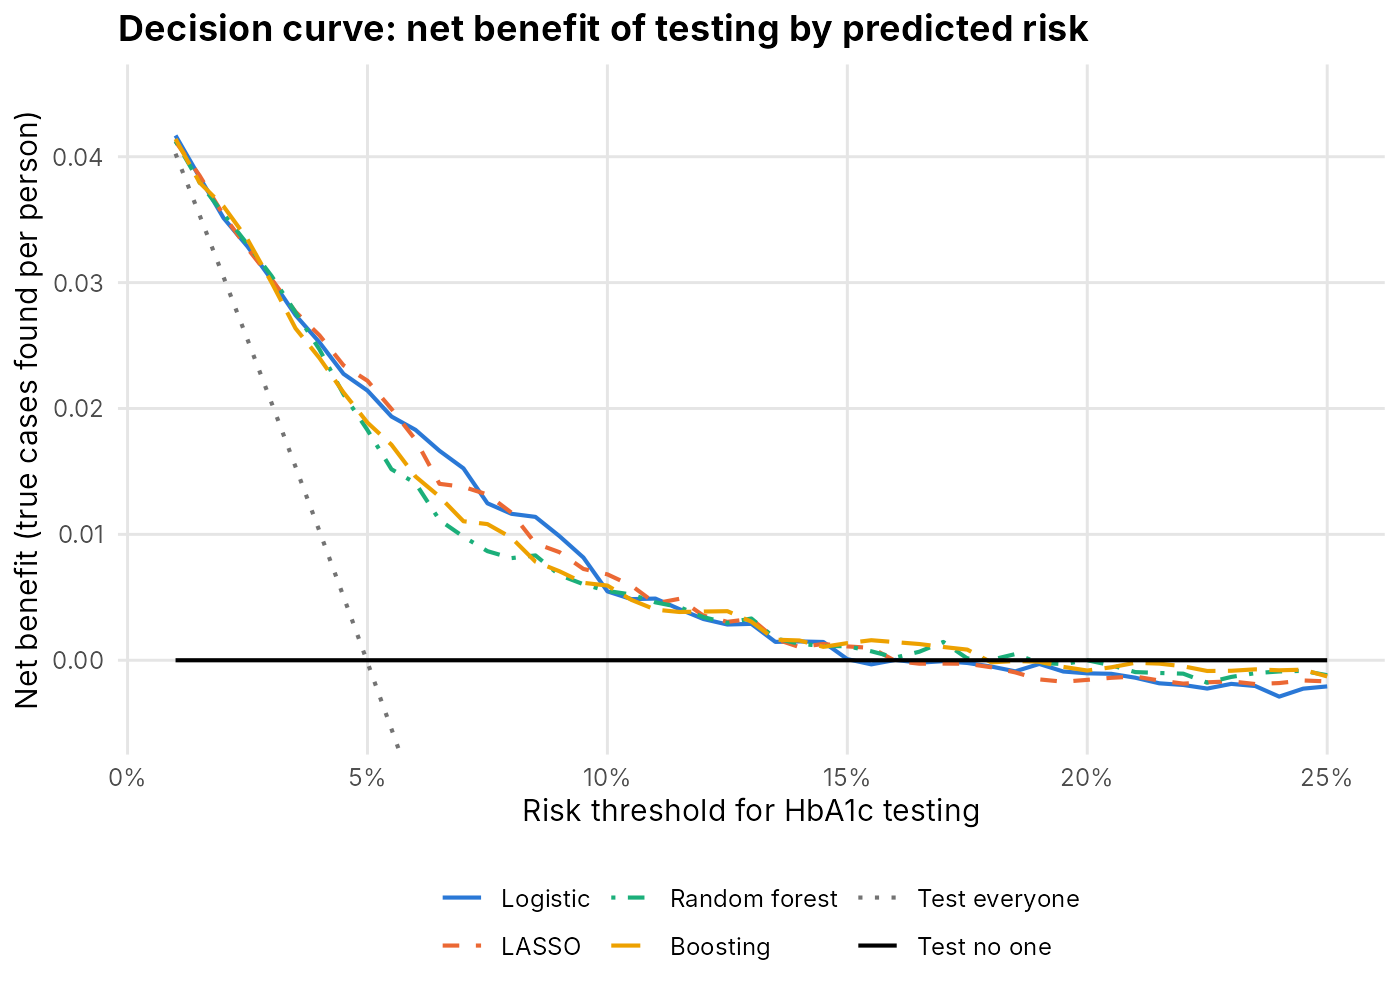 Decision curve: net benefit of testing by predicted risk
Net benefit (true cases found per person)
0.04
0.03
0.02
0.01
0.00
0%
5%
10%
15%
20%
25%
Risk threshold for HbA1c testing
Logistic
Random forest
Test everyone
LASSO
Boosting
Test no one